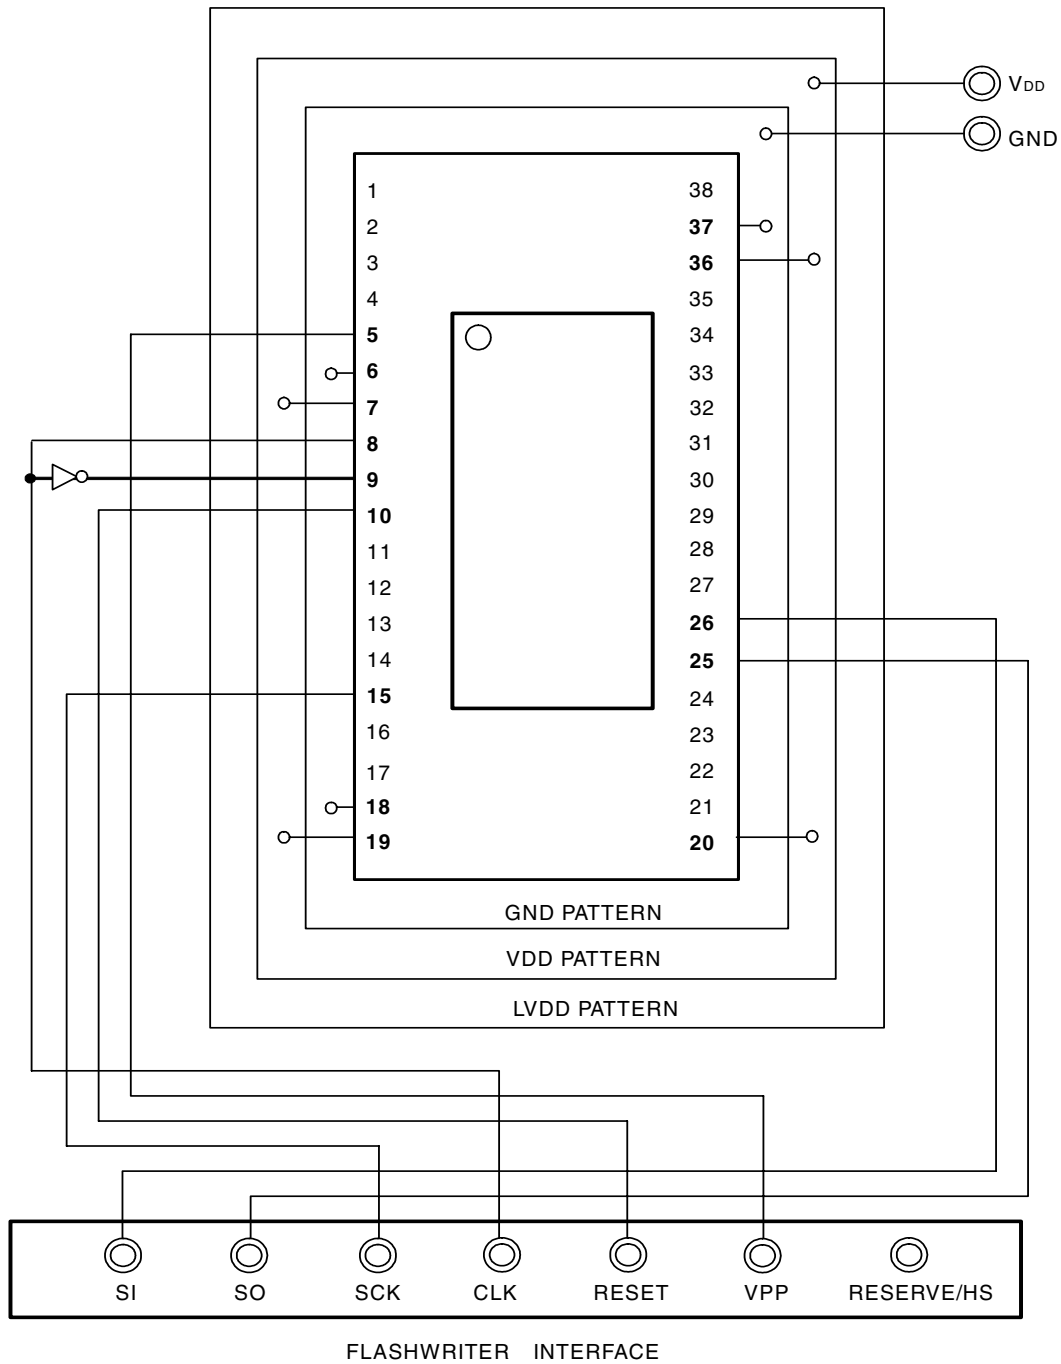 VDD
GND
1 38
2 37
3 36
4 35
5 34
6 33
7 32
8 31
9 30
10 29
11 28
12 27
13 26
14 25
15 24
16 23
17 22
18 21
19 20
GND PATTERN
VDD PATTERN
LVDD PATTERN
SI SO SCK CLK RESET VPP RESERVE/HS
FLASHWRITER INTERFACE